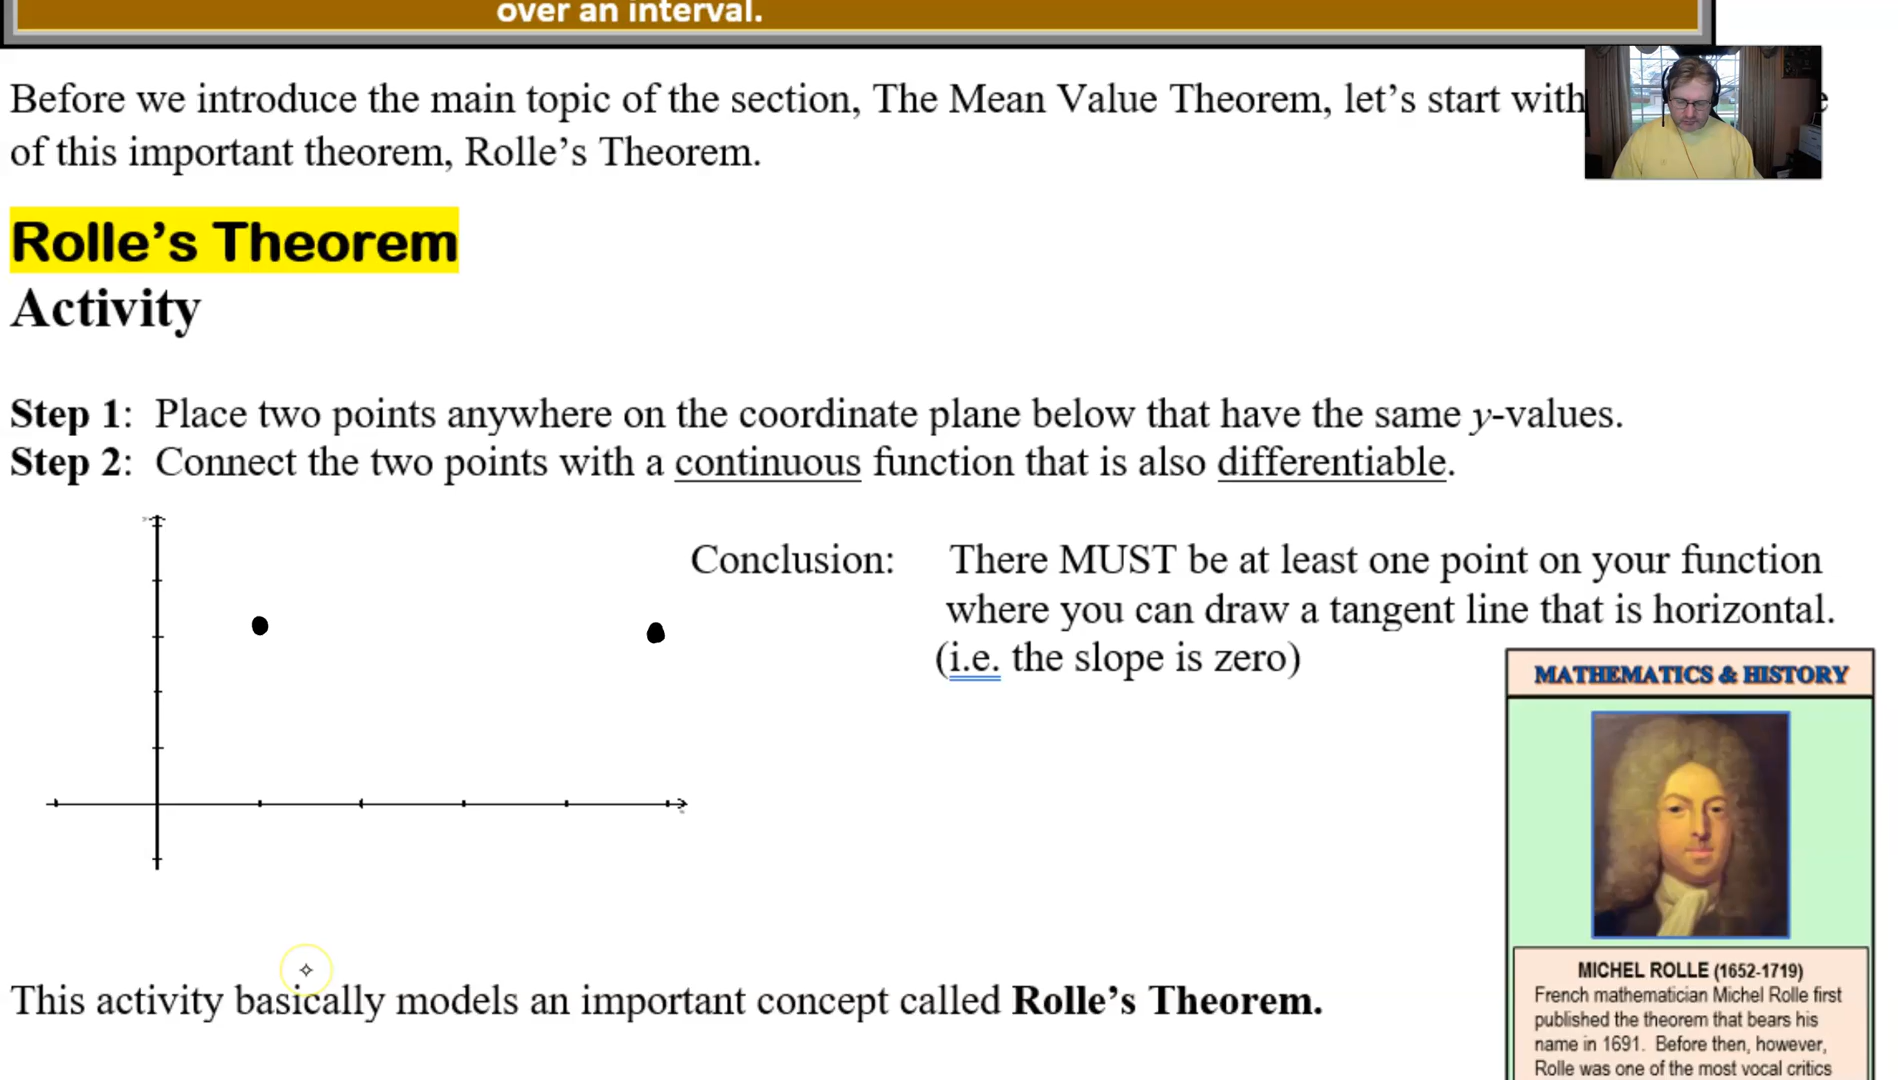 over an interval.
Before we introduce the main topic of the section, The Mean Value Theorem, let’s start with
of this important theorem, Rolle’s Theorem.
Rolle’s Theorem
Activity
Step 1: Place two points anywhere on the coordinate plane below that have the same y-values.
Step 2: Connect the two points with a continuous function that is also differentiable.
Conclusion: There MUST be at least one point on your function
where you can draw a tangent line that is horizontal.
(i.e. the slope is zero)
MATHEMATICS & HISTORY
MICHEL ROLLE (1652-1719)
French mathematician Michel Rolle first
published the theorem that bears his
name in 1691. Before then, however,
Rolle was one of the most vocal critics
This activity basically models an important concept called Rolle’s Theorem.